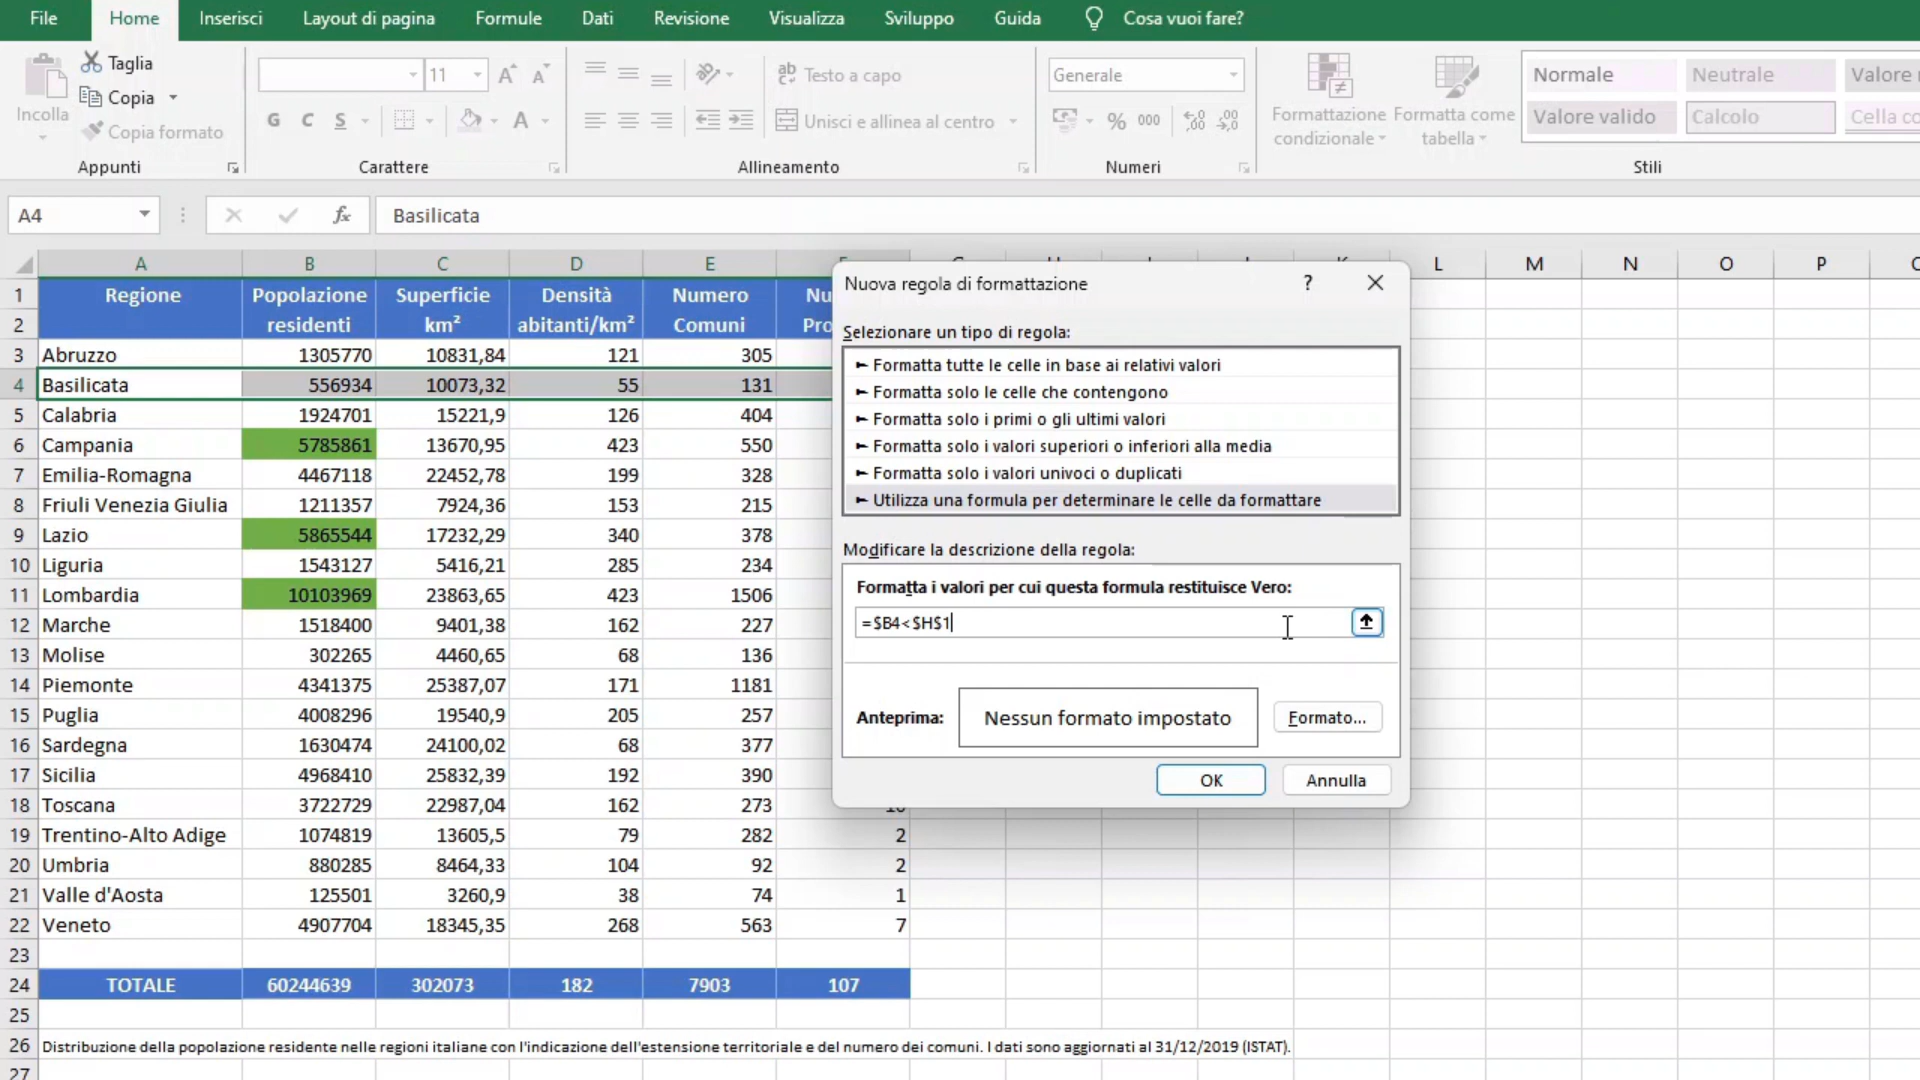 File Home Inserisci Layout di pagina Formule Dati Revisione Visualizza Sviluppo Guida Cosa vuoi fare?
Incolla
Taglia
Copia
Copia formato
Appunti
11
G C S
Carattere
Testo a capo
Unisci e allinea al centro
Allineamento
Generale
% 000
Numeri
Formattazione condizionale
Formatta come tabella
Normale Neutrale Valore
Valore valido Calcolo Cella
Stili
A4 fx Basilicata
A B C D E L M N O P
1 Regione Popolazione Superficie Densità Numero
2 residenti km² abitanti/km² Comuni
3 Abruzzo 1305770 10831,84 121 305
4 Basilicata 556934 10073,32 55 131
5 Calabria 1924701 15221,9 126 404
6 Campania 5785861 13670,95 423 550
7 Emilia-Romagna 4467118 22452,78 199 328
8 Friuli Venezia Giulia 1211357 7924,36 153 215
9 Lazio 5865544 17232,29 340 378
10 Liguria 1543127 5416,21 285 234
11 Lombardia 10103969 23863,65 423 1506
12 Marche 1518400 9401,38 162 227
13 Molise 302265 4460,65 68 136
14 Piemonte 4341375 25387,07 171 1181
15 Puglia 4008296 19540,9 205 257
16 Sardegna 1630474 24100,02 68 377
17 Sicilia 4968410 25832,39 192 390
18 Toscana 3722729 22987,04 162 273
19 Trentino-Alto Adige 1074819 13605,5 79 282 2
20 Umbria 880285 8464,33 104 92 2
21 Valle d'Aosta 125501 3260,9 38 74 1
22 Veneto 4907704 18345,35 268 563 7
23
24 TOTALE 60244639 302073 182 7903 107
25
26 Distribuzione della popolazione residente nelle regioni italiane con l'indicazione dell'estensione territoriale e del numero dei comuni. I dati sono aggiornati al 31/12/2019 (ISTAT).
27
Nuova regola di formattazione ?
Selezionare un tipo di regola:
► Formatta tutte le celle in base ai relativi valori
► Formatta solo le celle che contengono
► Formatta solo i primi o gli ultimi valori
► Formatta solo i valori superiori o inferiori alla media
► Formatta solo i valori univoci o duplicati
► Utilizza una formula per determinare le celle da formattare
Modificare la descrizione della regola:
Formatta i valori per cui questa formula restituisce Vero:
=$B4<$H$1
Anteprima: Nessun formato impostato Formato...
OK Annulla